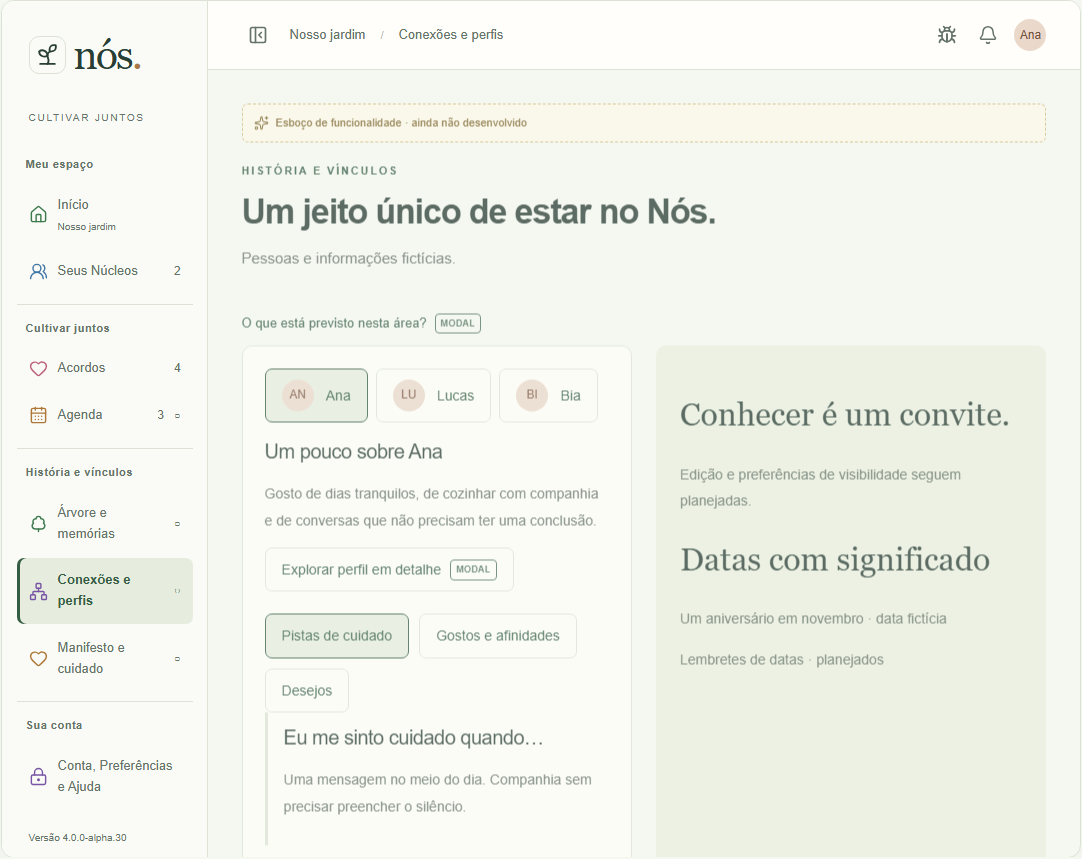 nós.
CULTIVAR JUNTOS
Meu espaço
Início
Nosso jardim
Seus Núcleos 2
Cultivar juntos
Acordos 4
Agenda 3
História e vínculos
Árvore e
memórias
Conexões e
perfis
Manifesto e
cuidado
Sua conta
Conta, Preferências
e Ajuda
Versão 4.0.0-alpha.30
Nosso jardim / Conexões e perfis
Ana
Esboço de funcionalidade · ainda não desenvolvido
HISTÓRIA E VÍNCULOS
Um jeito único de estar no Nós.
Pessoas e informações fictícias.
O que está previsto nesta área? MODAL
AN Ana LU Lucas BI Bia
Um pouco sobre Ana
Gosto de dias tranquilos, de cozinhar com companhia
e de conversas que não precisam ter uma conclusão.
Explorar perfil em detalhe MODAL
Pistas de cuidado Gostos e afinidades
Desejos
Eu me sinto cuidado quando…
Uma mensagem no meio do dia. Companhia sem
precisar preencher o silêncio.
Conhecer é um convite.
Edição e preferências de visibilidade seguem
planejadas.
Datas com significado
Um aniversário em novembro · data fictícia
Lembretes de datas · planejados